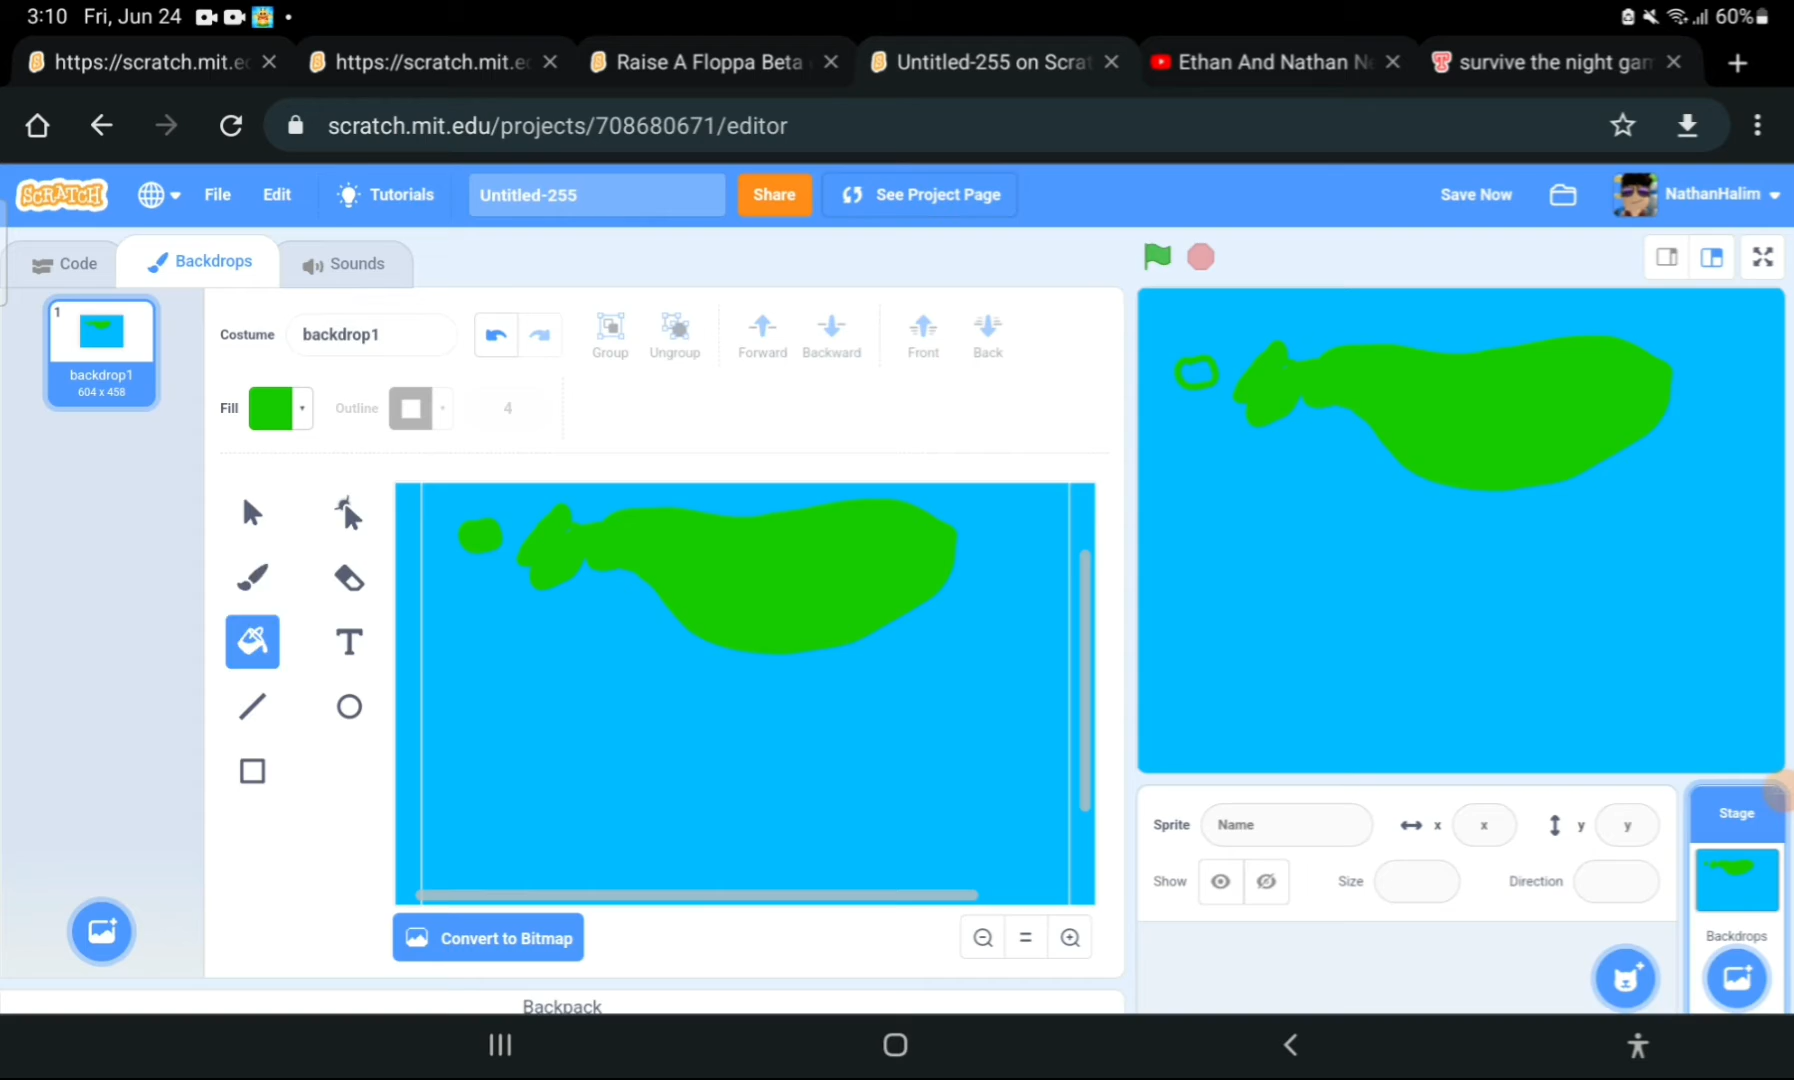 3:10 Fri, Jun 24
60%
https://scratch.mit.e
https://scratch.mit.e
Raise A Floppa Beta
Untitled-255 on Scrat
Ethan And Nathan N
survive the night gam
scratch.mit.edu/projects/708680671/editor
SCRATCH
File
Edit
Tutorials
Untitled-255
Share
See Project Page
Save Now
NathanHalim
Code
Backdrops
Sounds
1
backdrop1
604 x 458
Costume
backdrop1
Group
Ungroup
Forward
Backward
Front
Back
Fill
Outline
4
T
Convert to Bitmap
=
Backpack
Sprite
Name
x
x
y
y
Show
Size
Direction
Stage
Backdrops